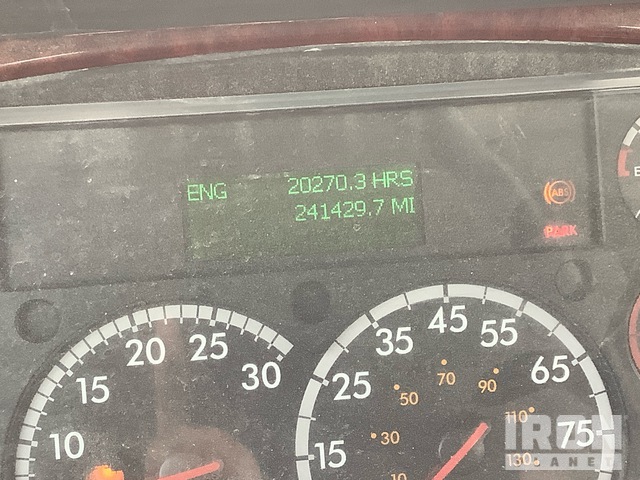 ENG 20270.3 HRS
241429.7 MI
ABS
PARK
E
10 15 20 25 30
15 25 35 45 55 65 75
10 30 50 70 90 110 130
IRON
PLANET